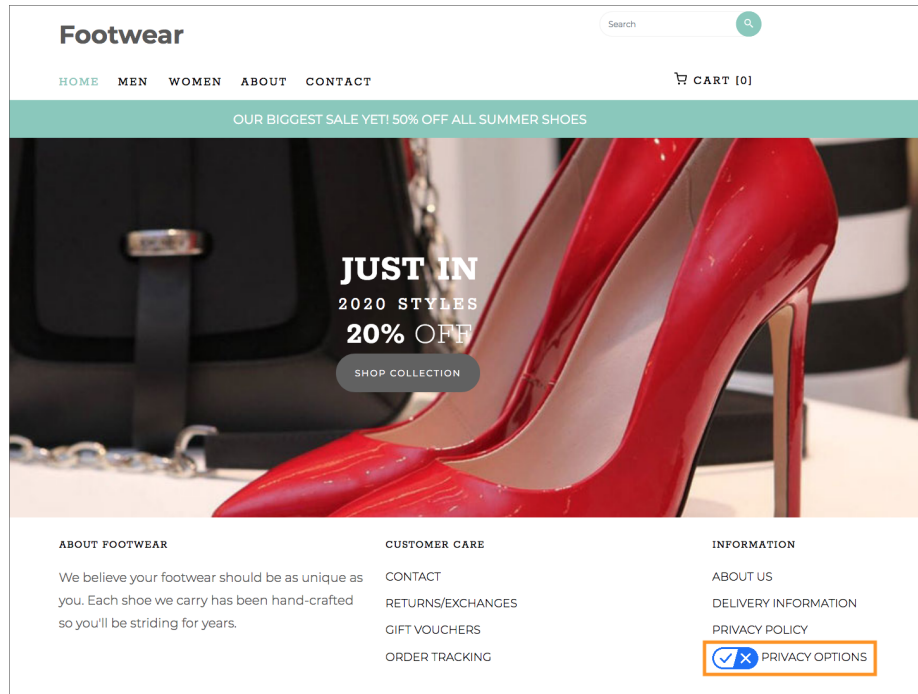 Footwear
Search
HOME MEN WOMEN ABOUT CONTACT
CART [0]
OUR BIGGEST SALE YET! 50% OFF ALL SUMMER SHOES
JUST IN
2020 STYLES
20% OFF
SHOP COLLECTION
ABOUT FOOTWEAR
We believe your footwear should be as unique as
you. Each shoe we carry has been hand-crafted
so you'll be striding for years.
CUSTOMER CARE
CONTACT
RETURNS/EXCHANGES
GIFT VOUCHERS
ORDER TRACKING
INFORMATION
ABOUT US
DELIVERY INFORMATION
PRIVACY POLICY
PRIVACY OPTIONS